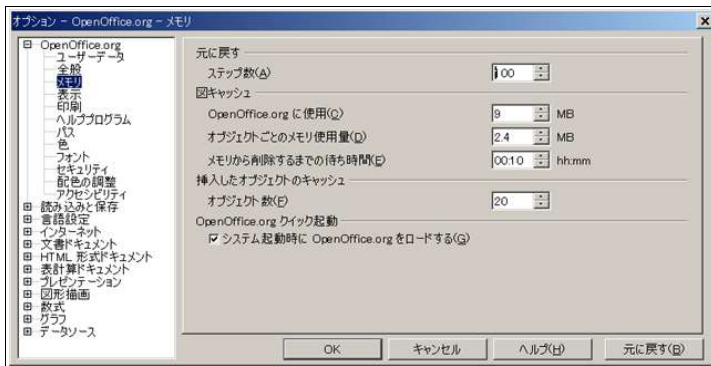 オプション - OpenOffice.org - メモリ
OpenOffice.org
ユーザーデータ
全般
メモリ
表示
印刷
ヘルププログラム
パス
色
フォント
セキュリティ
配色の調整
アクセシビリティ
読み込みと保存
言語設定
インターネット
文書ドキュメント
HTML 形式ドキュメント
表計算ドキュメント
プレゼンテーション
図形描画
数式
グラフ
データソース
元に戻す
ステップ数(A) 100
図キャッシュ
OpenOffice.org に使用(C) 9 MB
オブジェクトごとのメモリ使用量(D) 2.4 MB
メモリから削除するまでの待ち時間(E) 00:10 hh:mm
挿入したオブジェクトのキャッシュ
オブジェクト数(F) 20
OpenOffice.org クイック起動
システム起動時に OpenOffice.org をロードする(G)
OK キャンセル ヘルプ(H) 元に戻す(B)